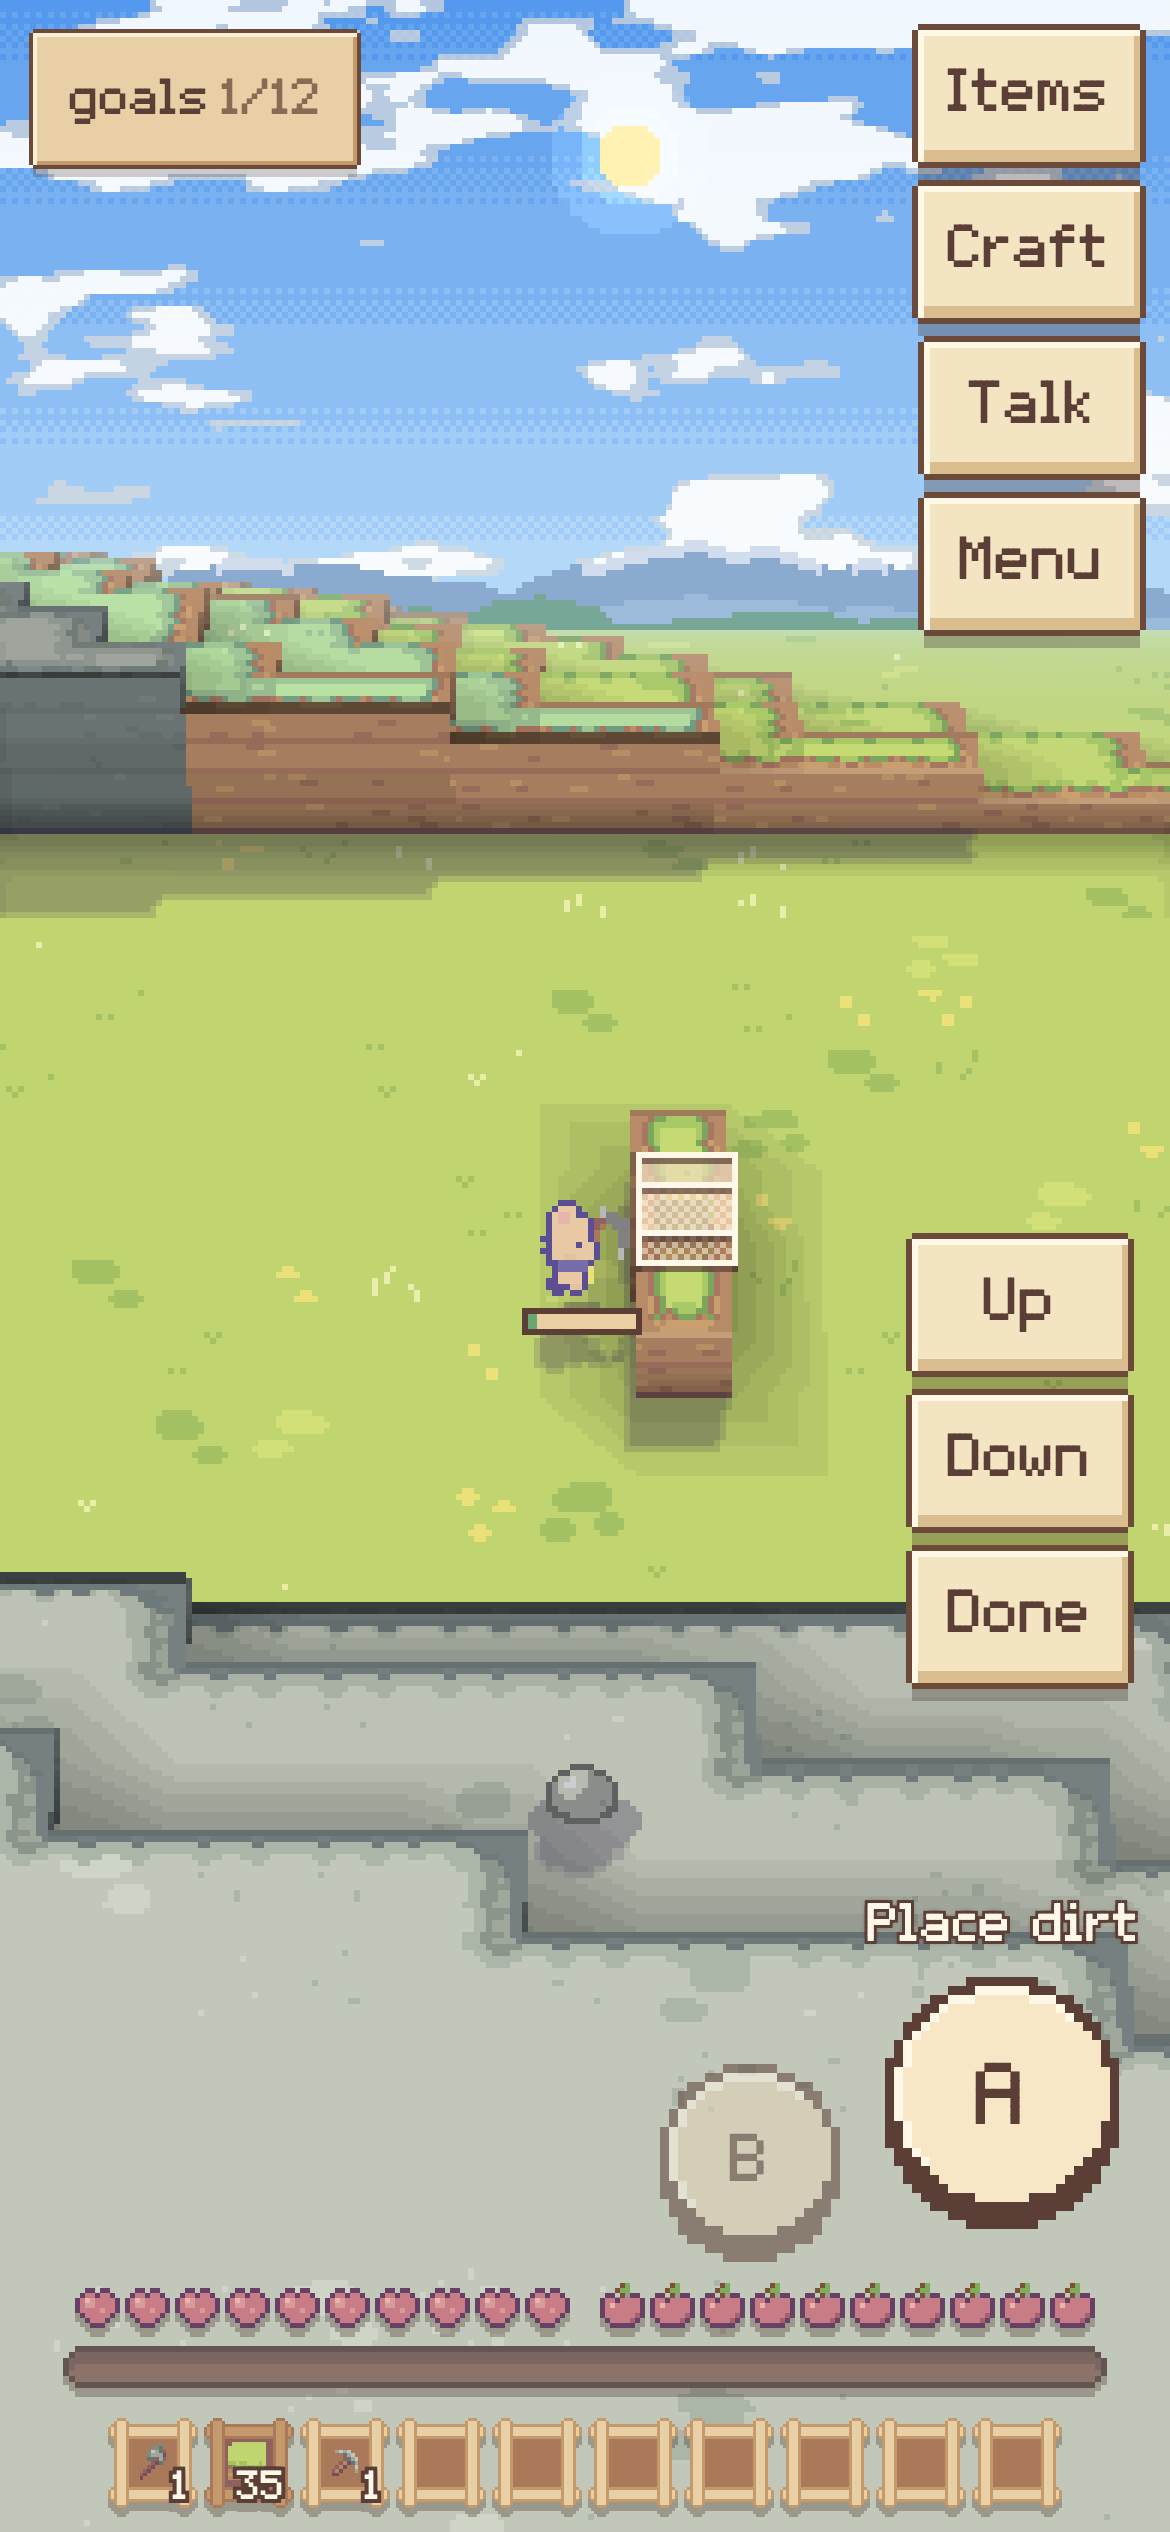 goals 1/12
Items
Craft
Talk
Menu
Up
Down
Done
Place dirt
A
B
1
35
1